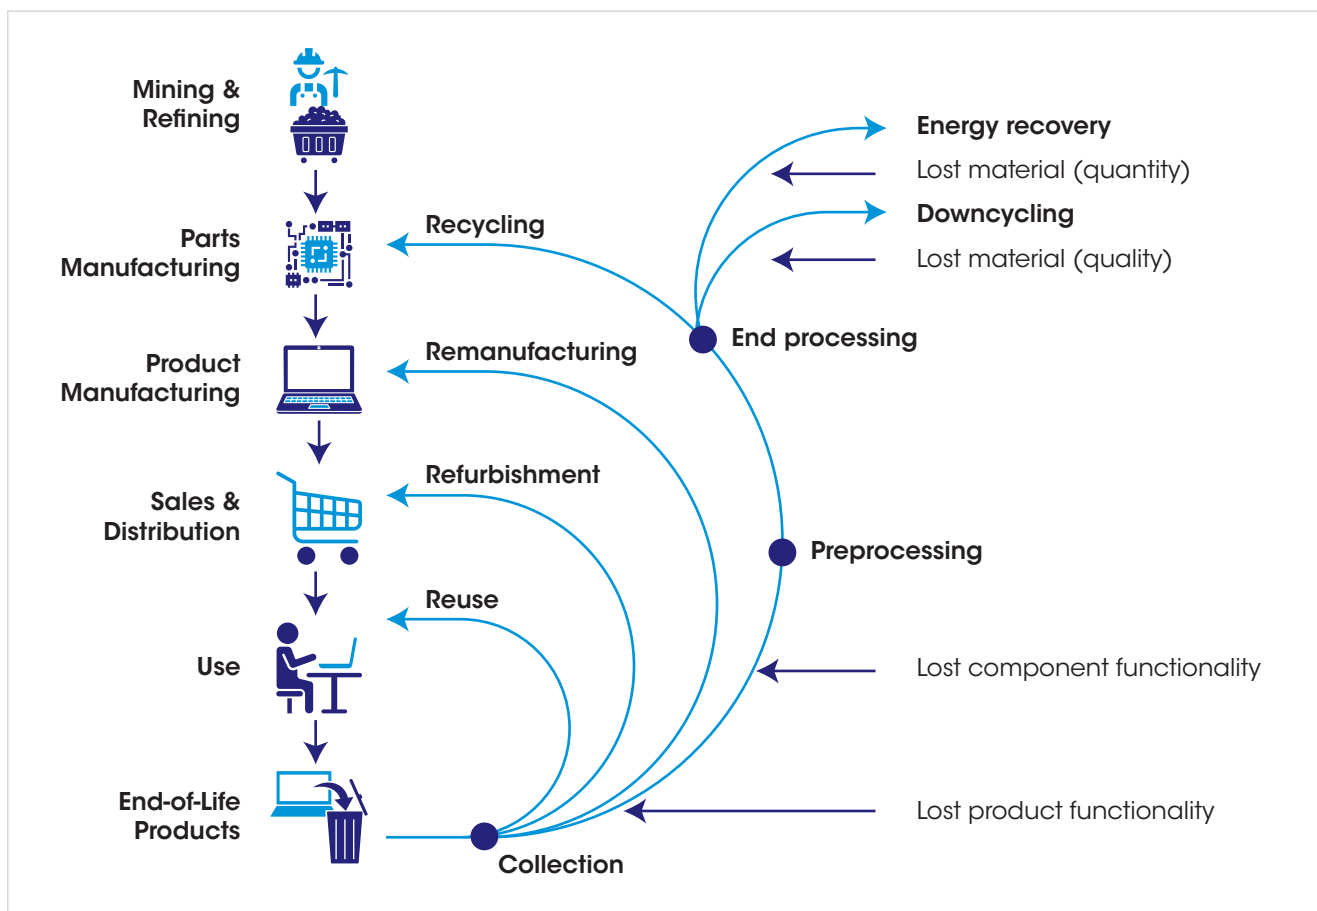 Mining &
Refining
Energy recovery
Lost material (quantity)
Downcycling
Lost material (quality)
Recycling
Parts
Manufacturing
End processing
Remanufacturing
Product
Manufacturing
Refurbishment
Sales &
Distribution
Preprocessing
Reuse
Use
Lost component functionality
End-of-Life
Products
Lost product functionality
Collection